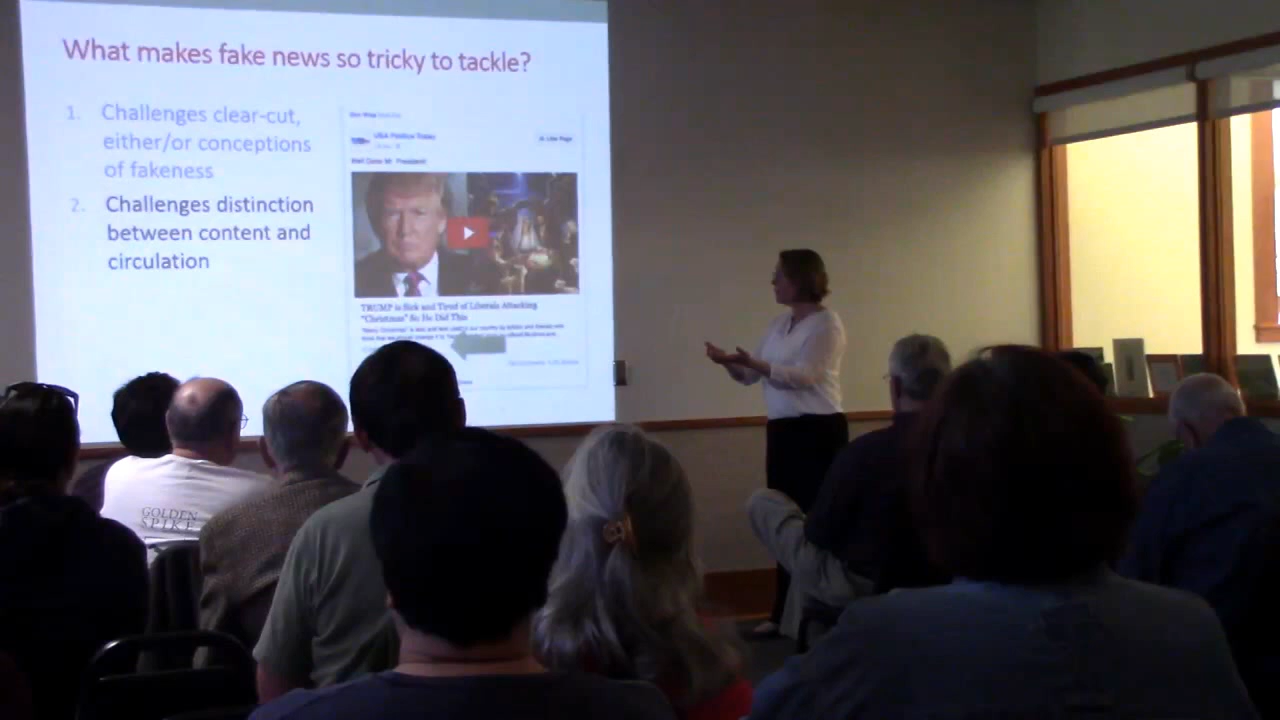 What makes fake news so tricky to tackle?
1. Challenges clear-cut,
either/or conceptions
of fakeness
2. Challenges distinction
between content and
circulation
USA Politics Today
Like Page
Well Done Mr. President
TRUMP is Sick and Tired of Liberals Attacking
"Christmas" So He Did This
GOLDEN
SPIKE